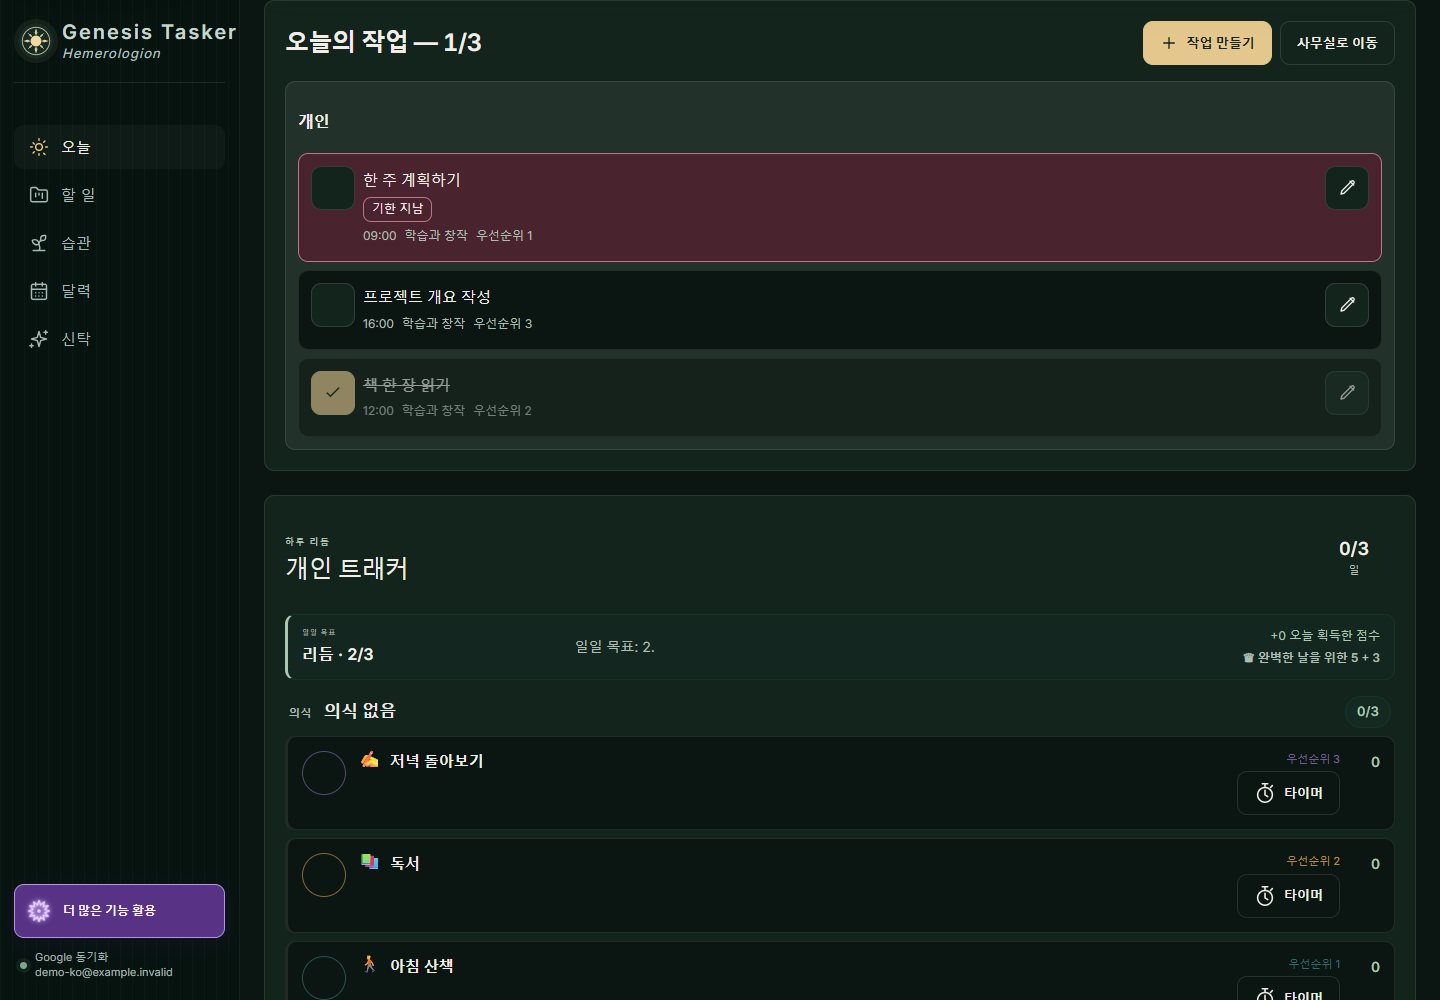 Genesis Tasker
Hemerologion
오늘
할 일
습관
달력
신탁
더 많은 기능 활용
Google 동기화
demo-ko@example.invalid
오늘의 작업 — 1/3
작업 만들기
사무실로 이동
개인
한 주 계획하기
기한 지남
09:00 학습과 창작 우선순위 1
프로젝트 개요 작성
16:00 학습과 창작 우선순위 3
책 한 장 읽기
12:00 학습과 창작 우선순위 2
하루 리듬
개인 트래커
0/3
일
일일 목표
리듬 · 2/3
일일 목표: 2.
+0 오늘 획득한 점수
♛ 완벽한 날을 위한 5 + 3
의식 의식 없음
0/3
저녁 돌아보기
우선순위 3
타이머
0
독서
우선순위 2
타이머
0
아침 산책
우선순위 1
타이머
0